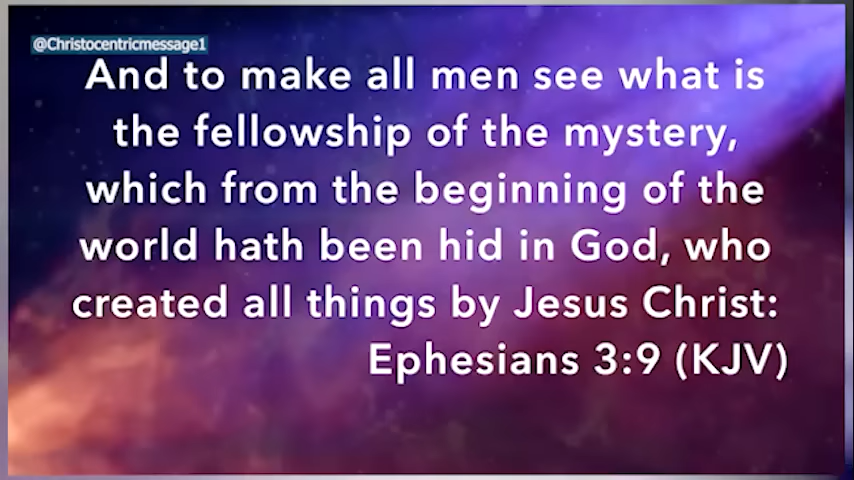 @Christocentricmessage1
And to make all men see what is
the fellowship of the mystery,
which from the beginning of the
world hath been hid in God, who
created all things by Jesus Christ:
Ephesians 3:9 (KJV)